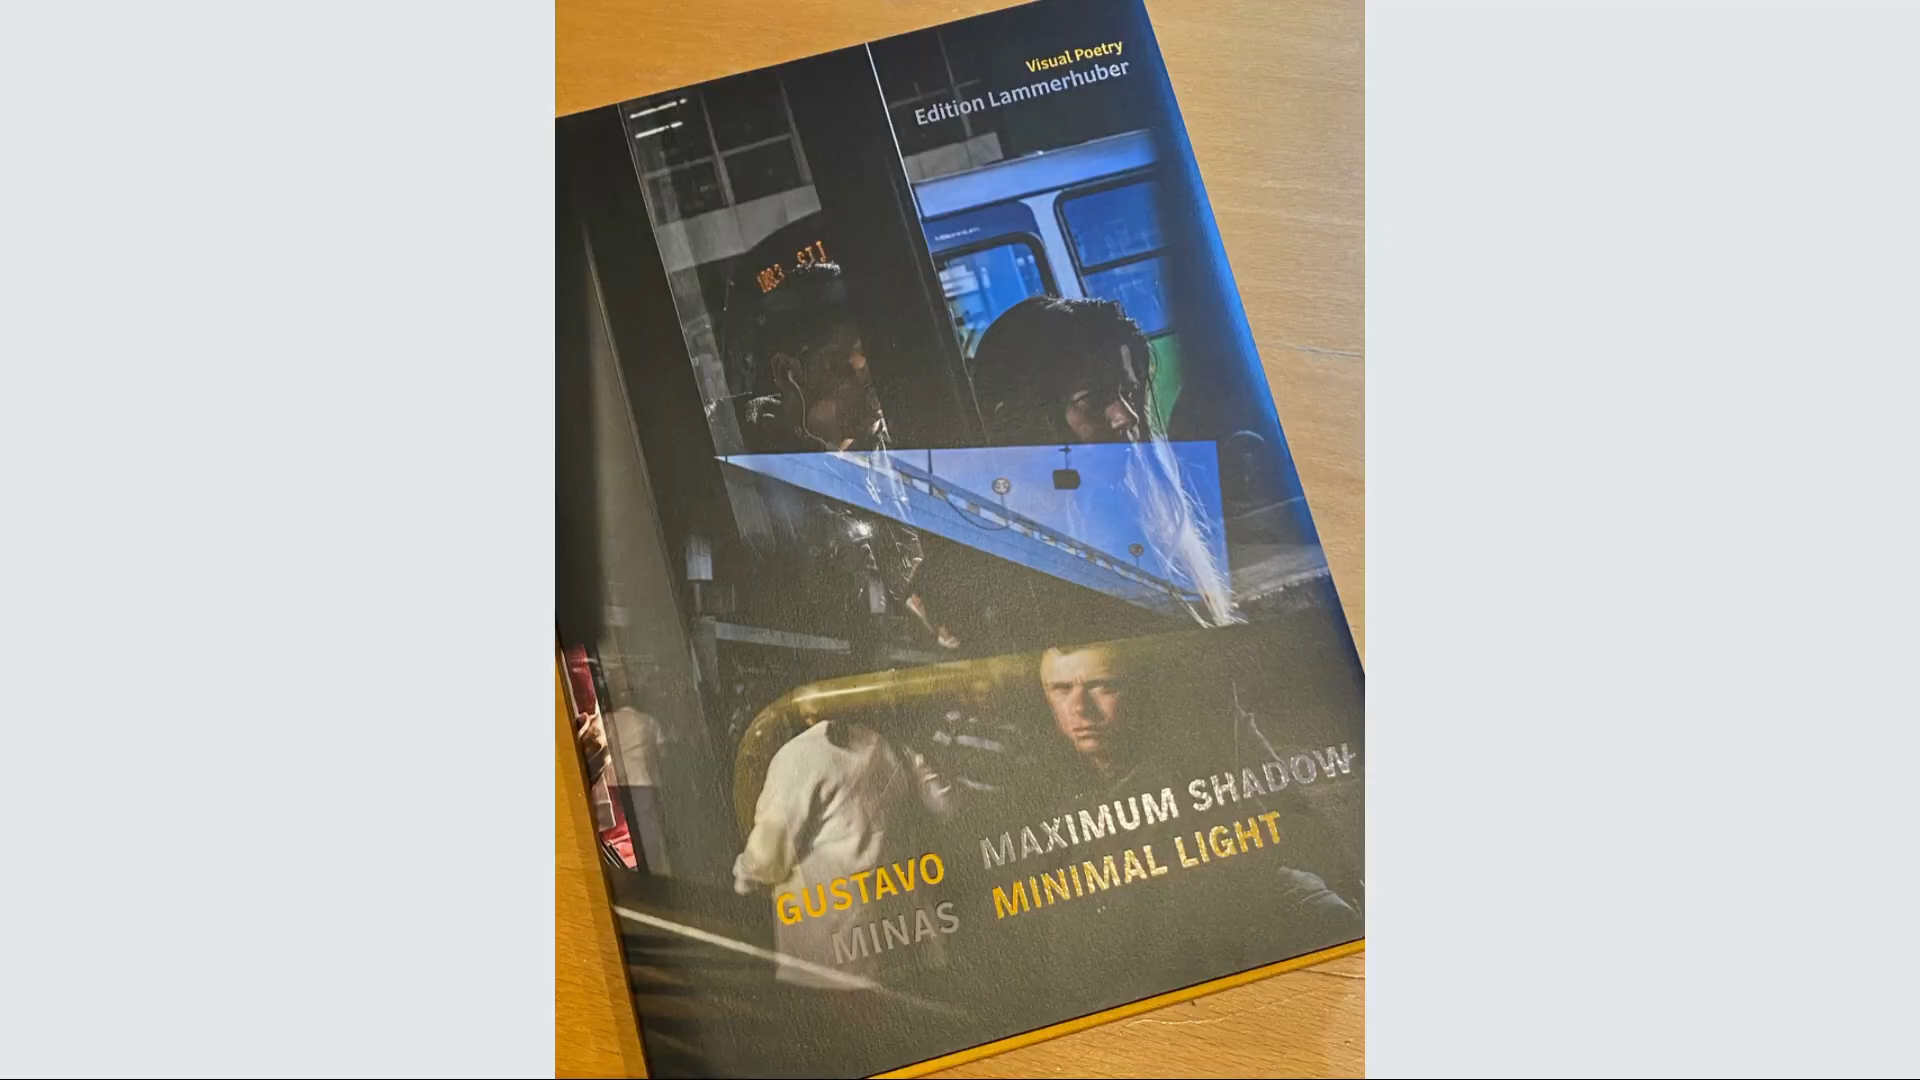 Visual Poetry
Edition Lammerhuber
MAXIMUM SHADOW
MINIMAL LIGHT
GUSTAVO
MINAS